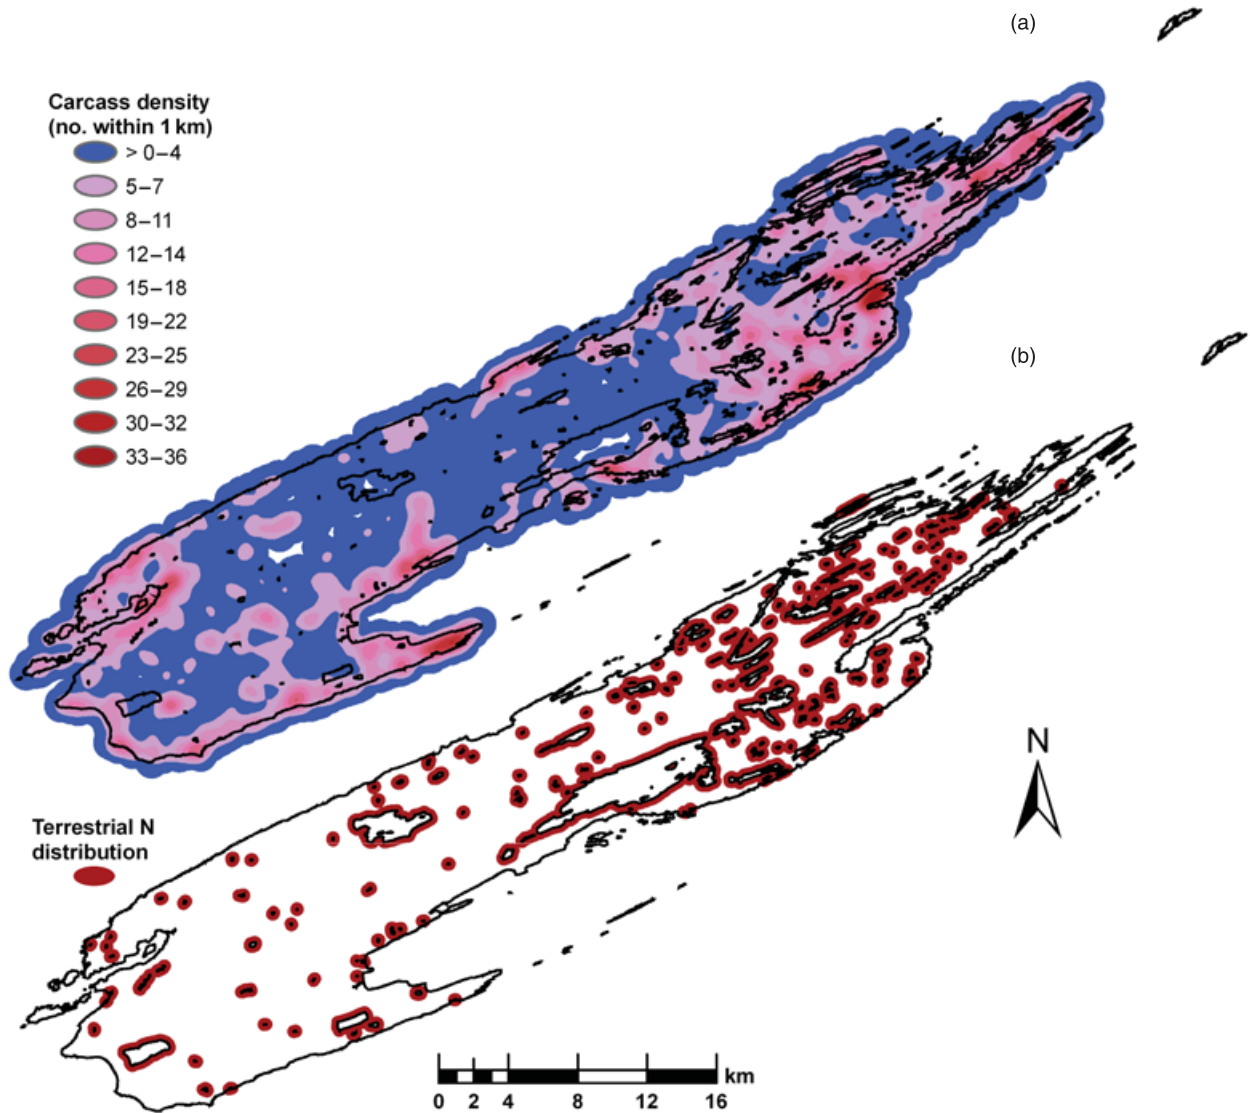 (a)
Carcass density
(no. within 1 km)
> 0–4
5–7
8–11
12–14
15–18
19–22
23–25
26–29
30–32
33–36
(b)
N
Terrestrial N
distribution
km
0 2 4 8 12 16